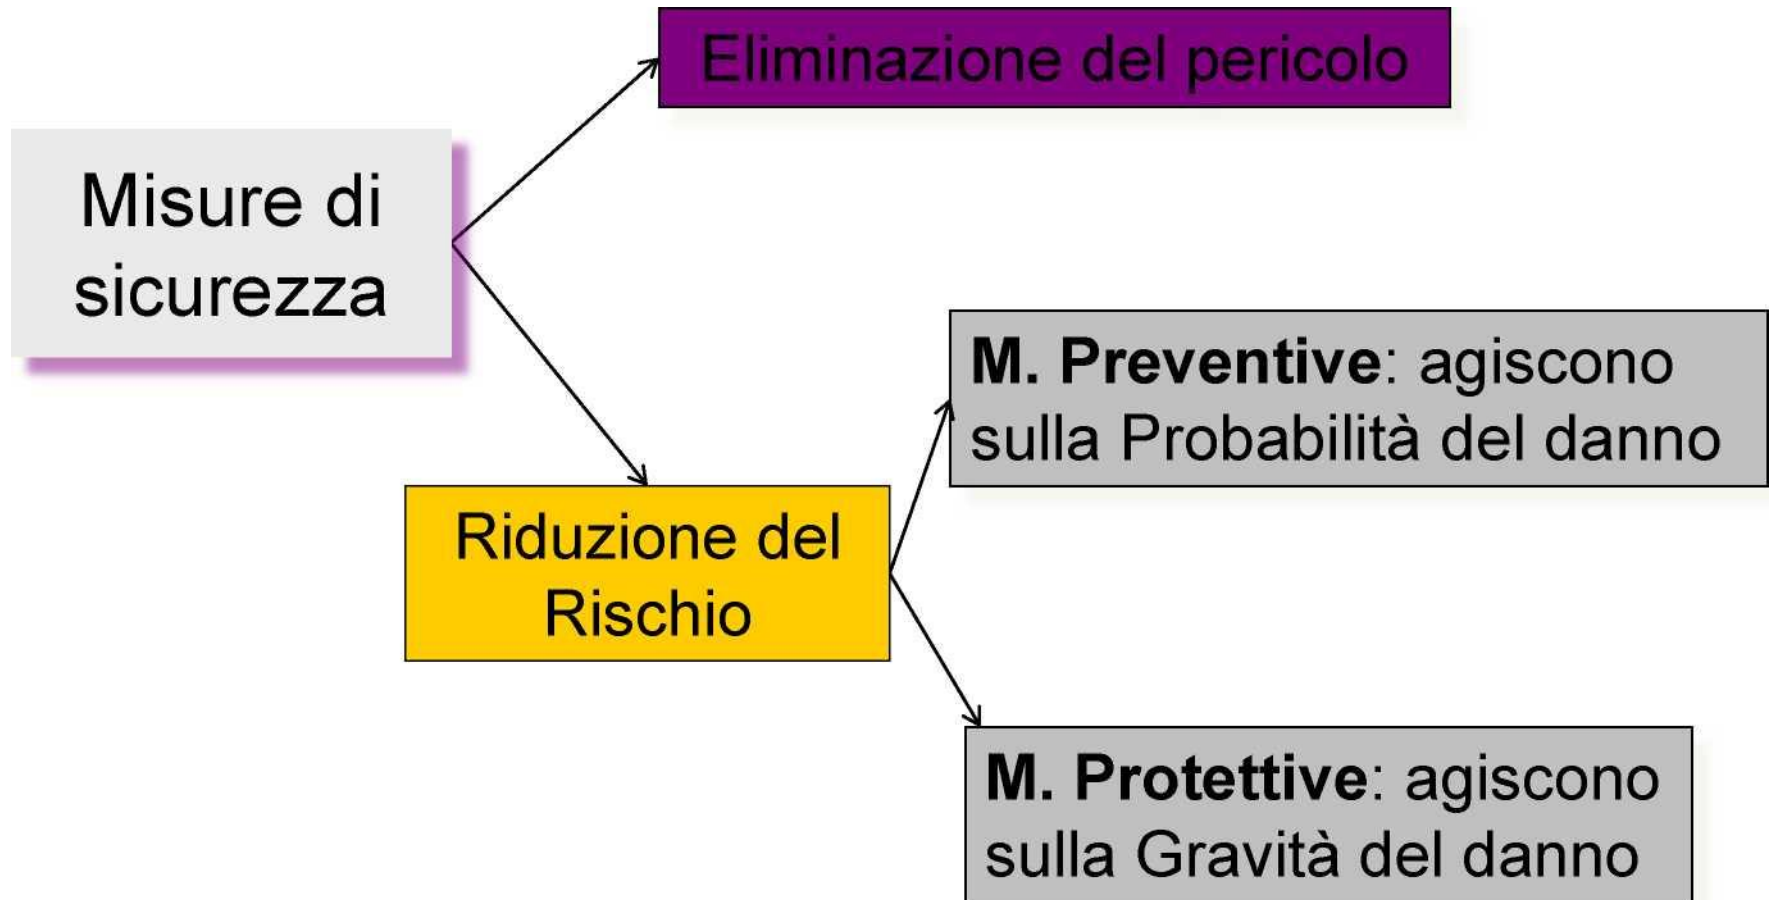 Eliminazione del pericolo
Misure di
sicurezza
M. Preventive: agiscono
sulla Probabilità del danno
Riduzione del
Rischio
M. Protettive: agiscono
sulla Gravità del danno